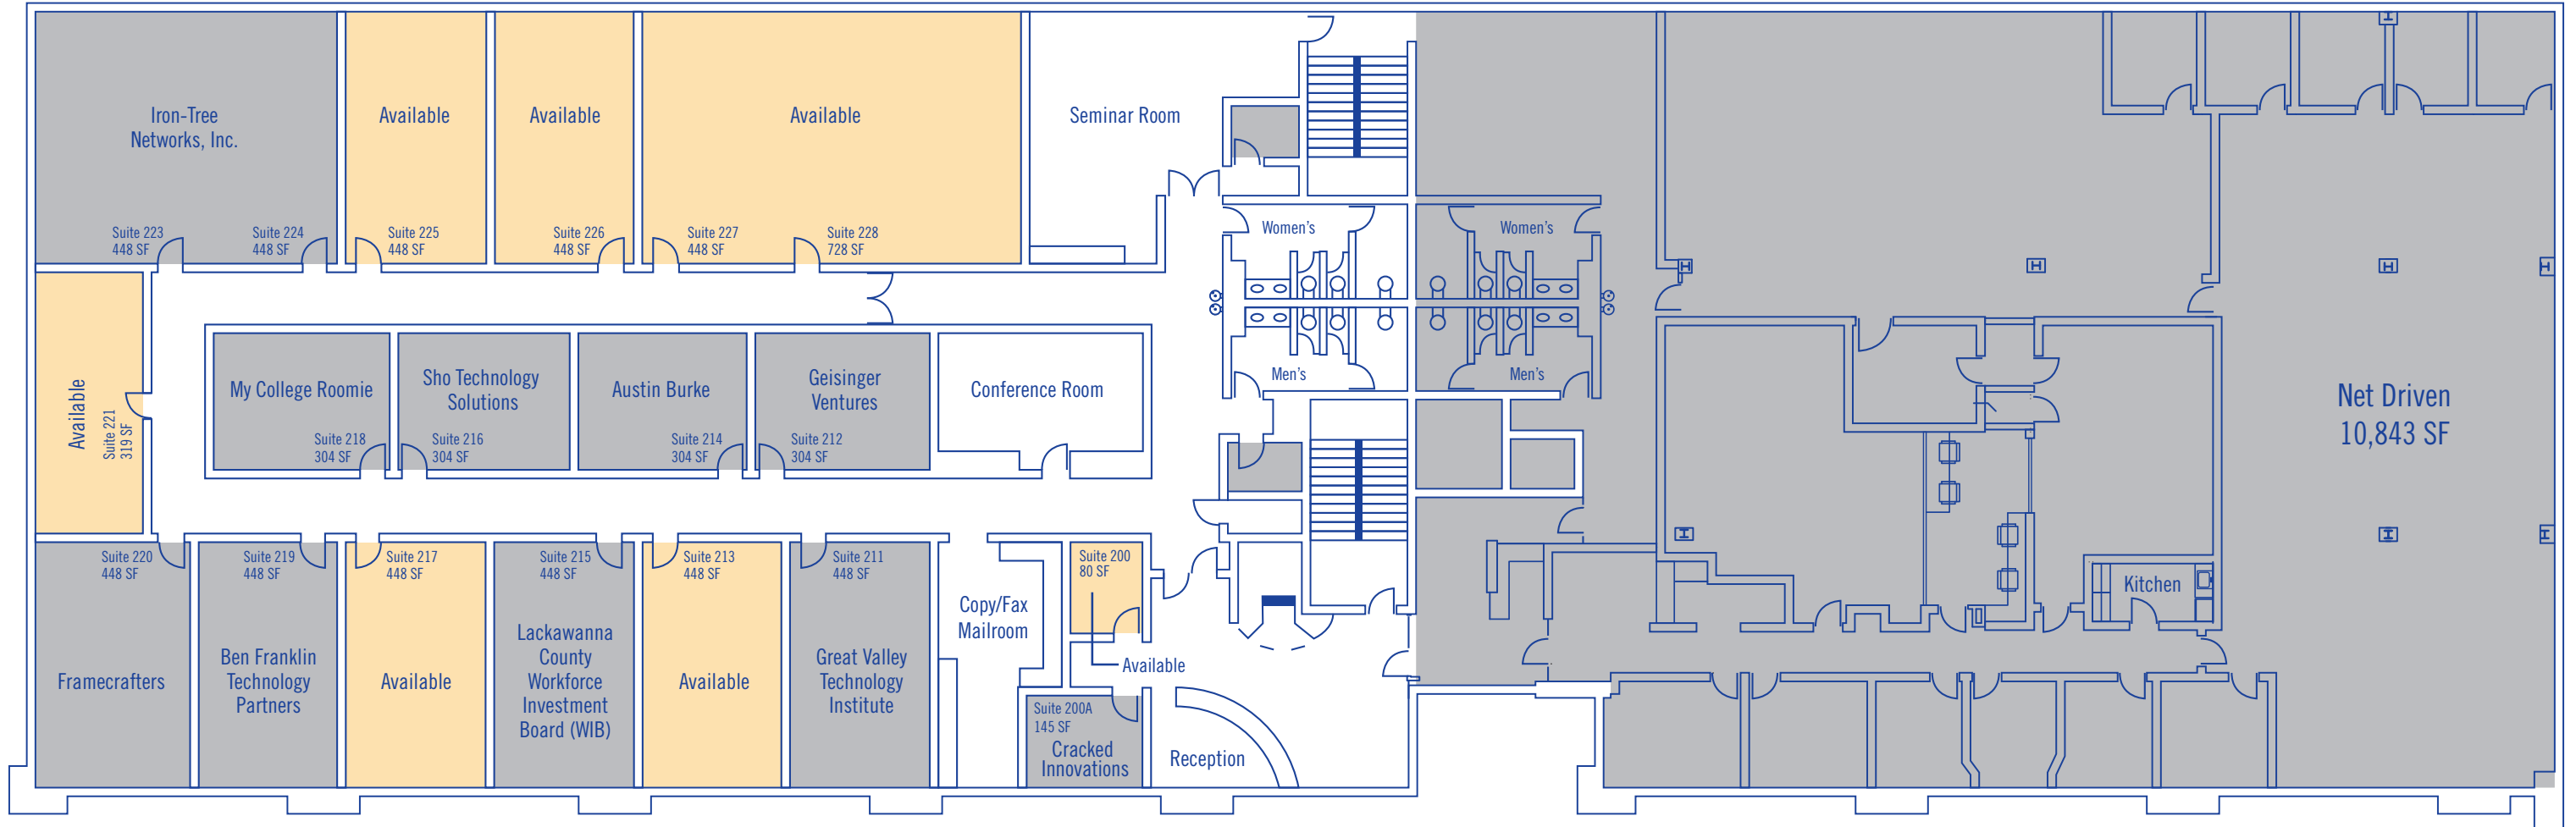 Iron-Tree
Networks, Inc.
Suite 223
448 SF
Suite 224
448 SF
Available
Suite 225
448 SF
Available
Suite 226
448 SF
Available
Suite 227
448 SF
Suite 228
728 SF
Seminar Room
Women's
Women's
Men's
Men's
Available
Suite 221
319 SF
My College Roomie
Suite 218
304 SF
Sho Technology
Solutions
Suite 216
304 SF
Austin Burke
Suite 214
304 SF
Geisinger
Ventures
Suite 212
304 SF
Conference Room
Net Driven
10,843 SF
Suite 220
448 SF
Framecrafters
Suite 219
448 SF
Ben Franklin
Technology
Partners
Suite 217
448 SF
Available
Suite 215
448 SF
Lackawanna
County
Workforce
Investment
Board (WIB)
Suite 213
448 SF
Available
Suite 211
448 SF
Great Valley
Technology
Institute
Copy/Fax
Mailroom
Suite 200
80 SF
Available
Suite 200A
145 SF
Cracked
Innovations
Reception
Kitchen